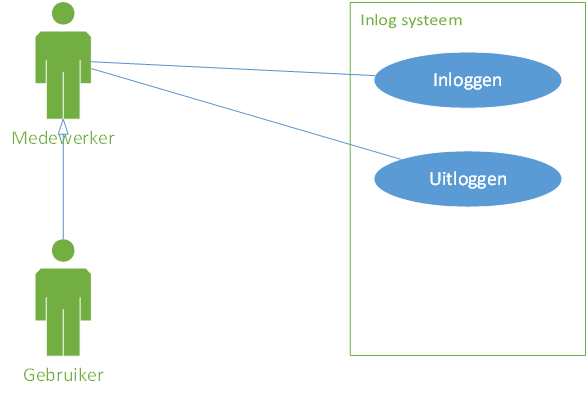 Inlog systeem
Inloggen
Medewerker
Uitloggen
Gebruiker